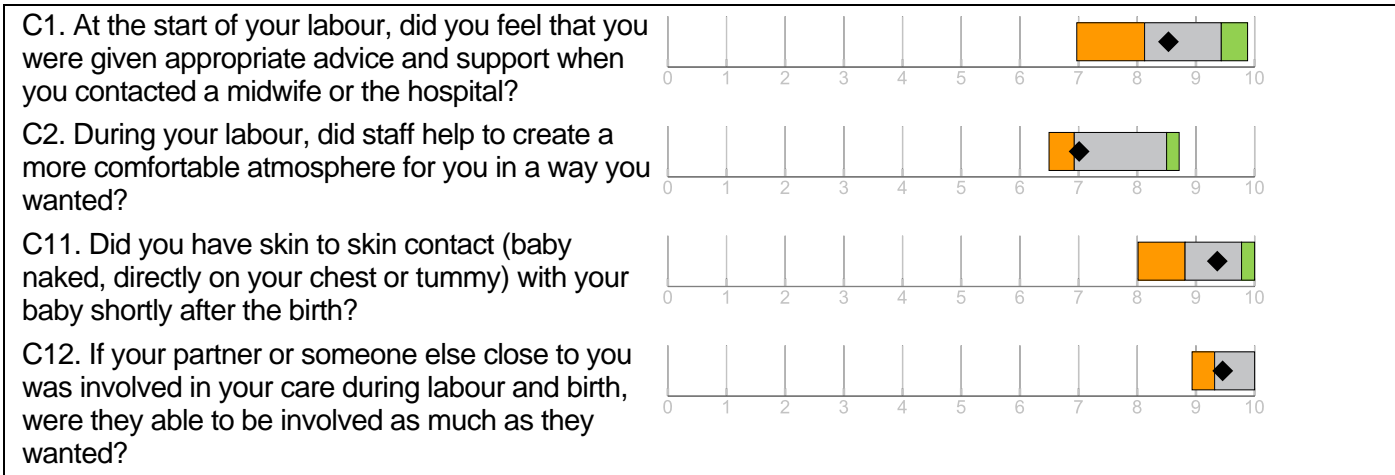 C1. At the start of your labour, did you feel that you
were given appropriate advice and support when
you contacted a midwife or the hospital?
0 1 2 3 4 5 6 7 8 9 10
C2. During your labour, did staff help to create a
more comfortable atmosphere for you in a way you
wanted?
0 1 2 3 4 5 6 7 8 9 10
C11. Did you have skin to skin contact (baby
naked, directly on your chest or tummy) with your
baby shortly after the birth?
0 1 2 3 4 5 6 7 8 9 10
C12. If your partner or someone else close to you
was involved in your care during labour and birth,
were they able to be involved as much as they
wanted?
0 1 2 3 4 5 6 7 8 9 10